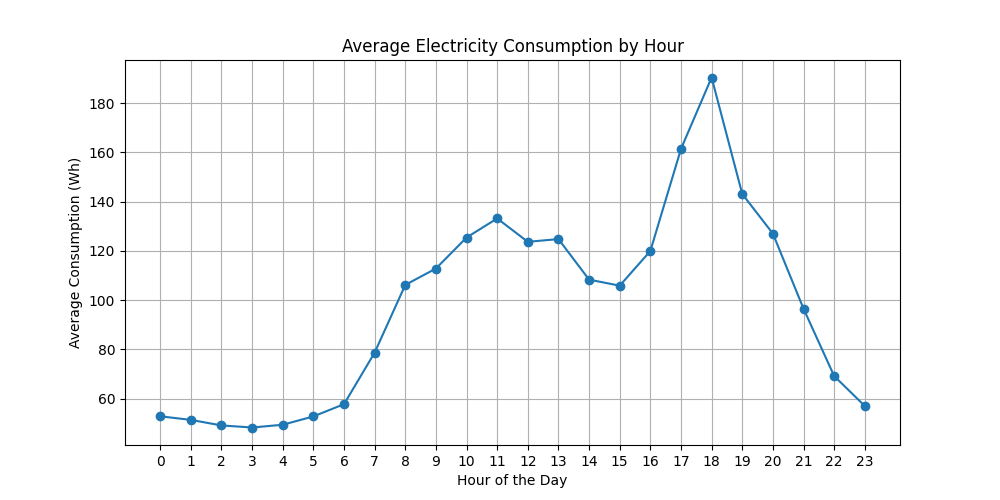 Average Electricity Consumption by Hour
Average Consumption (Wh)
180
160
140
120
100
80
60
0 1 2 3 4 5 6 7 8 9 10 11 12 13 14 15 16 17 18 19 20 21 22 23
Hour of the Day